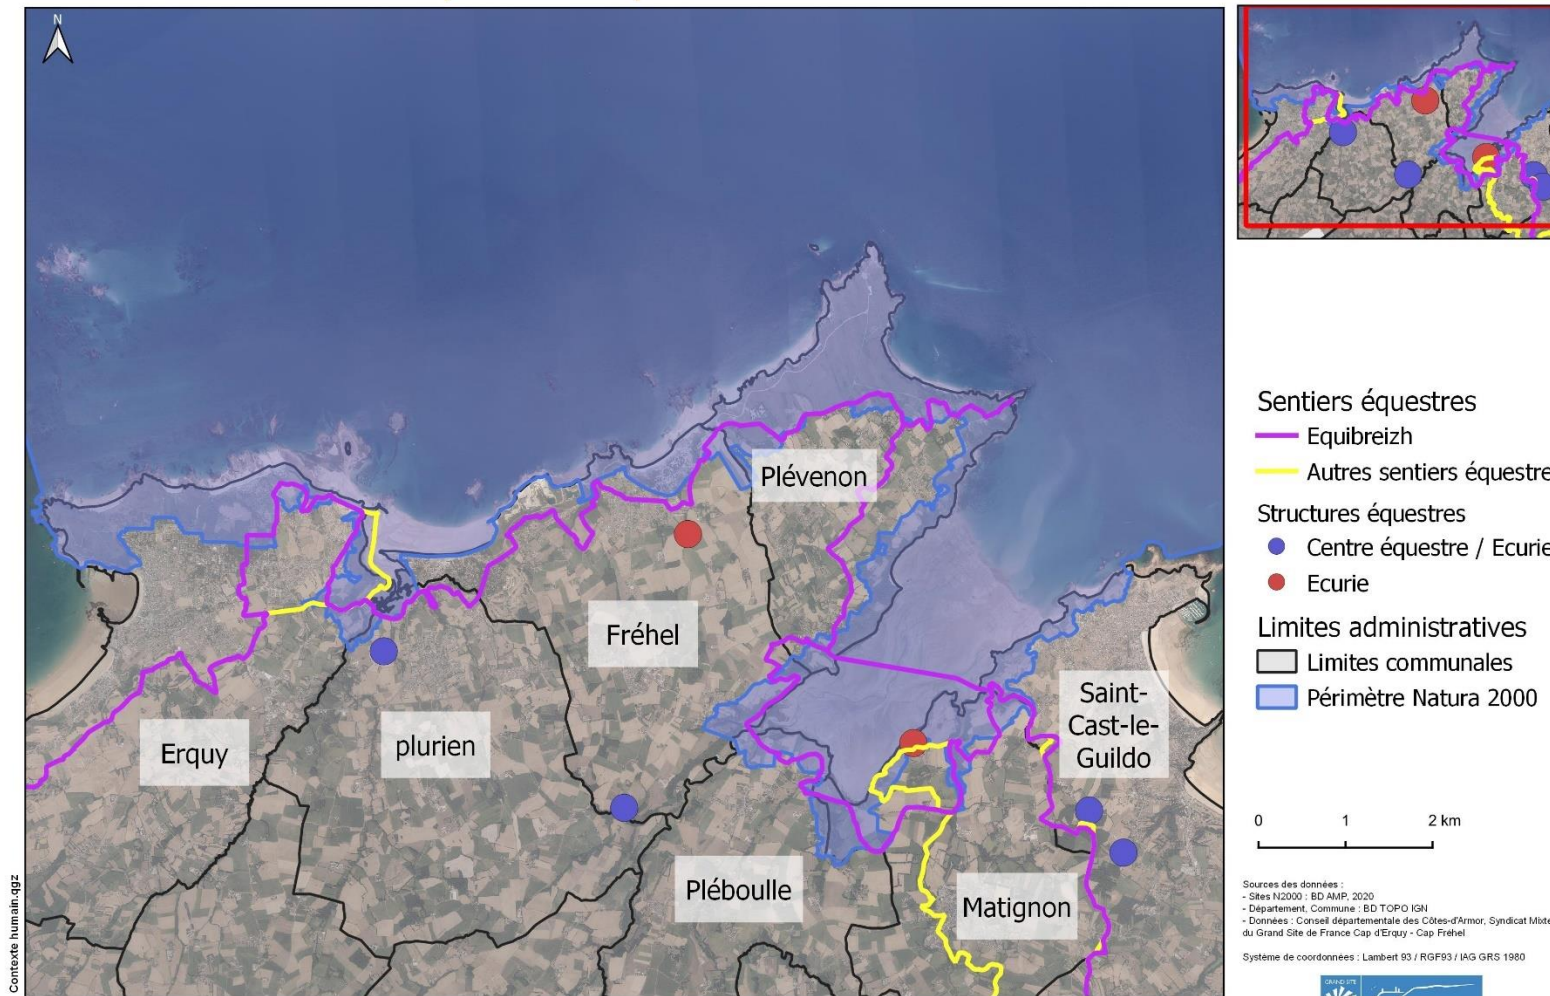 N
Plévenon
Fréhel
Saint-
Cast-le-
Guildo
Erquy
plurien
Pléboulle
Matignon
Contexte humain.qgz
Sentiers équestres
Equibreizh
Autres sentiers équestre
Structures équestres
Centre équestre / Ecurie
Ecurie
Limites administratives
Limites communales
Périmètre Natura 2000
0 1 2 km
Sources des données :
- Sites N2000 : BD AMP, 2020
- Département, Commune : BD TOPO IGN
- Données : Conseil départementale des Côtes-d'Armor, Syndicat Mixte
du Grand Site de France Cap d'Erquy - Cap Fréhel
Système de coordonnées : Lambert 93 / RGF93 / IAG GRS 1980
GRAND SITE